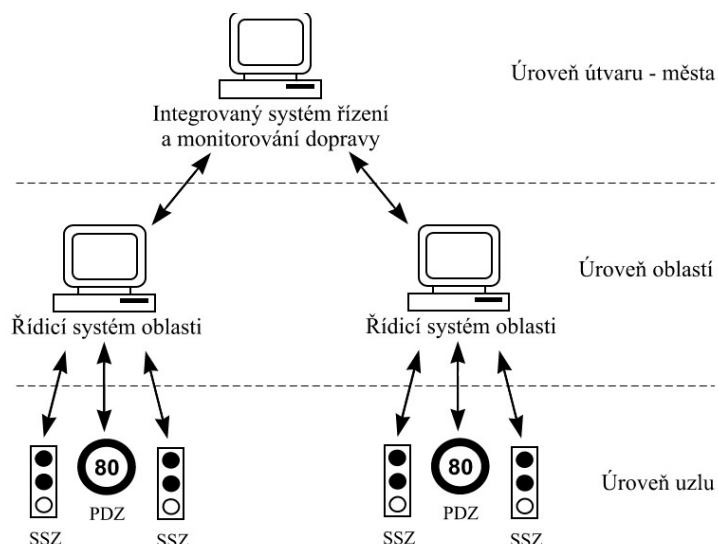 Úroveň útvaru - města
Integrovaný systém řízení
a monitorování dopravy
Úroveň oblastí
Řídicí systém oblasti
Řídicí systém oblasti
80
80
Úroveň uzlu
PDZ
PDZ
SSZ
SSZ
SSZ
SSZ